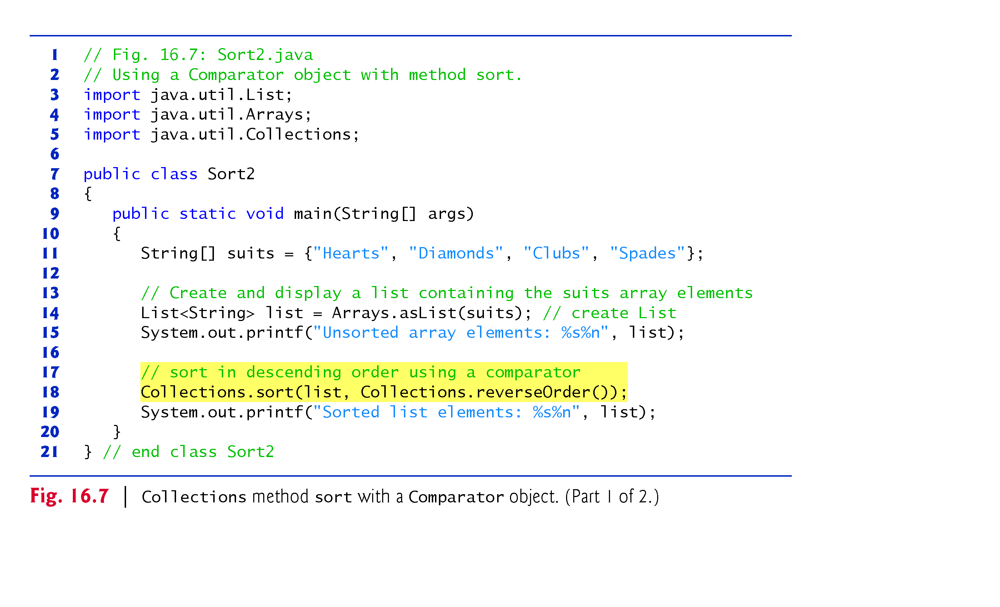 1 // Fig. 16.7: Sort2.java
2 // Using a Comparator object with method sort.
3 import java.util.List;
4 import java.util.Arrays;
5 import java.util.Collections;
6
7 public class Sort2
8 {
9 public static void main(String[] args)
10 {
11 String[] suits = {"Hearts", "Diamonds", "Clubs", "Spades"};
12
13 // Create and display a list containing the suits array elements
14 List<String> list = Arrays.asList(suits); // create List
15 System.out.printf("Unsorted array elements: %s%n", list);
16
17 // sort in descending order using a comparator
18 Collections.sort(list, Collections.reverseOrder());
19 System.out.printf("Sorted list elements: %s%n", list);
20 }
21 } // end class Sort2
Fig. 16.7 | Collections method sort with a Comparator object. (Part 1 of 2.)